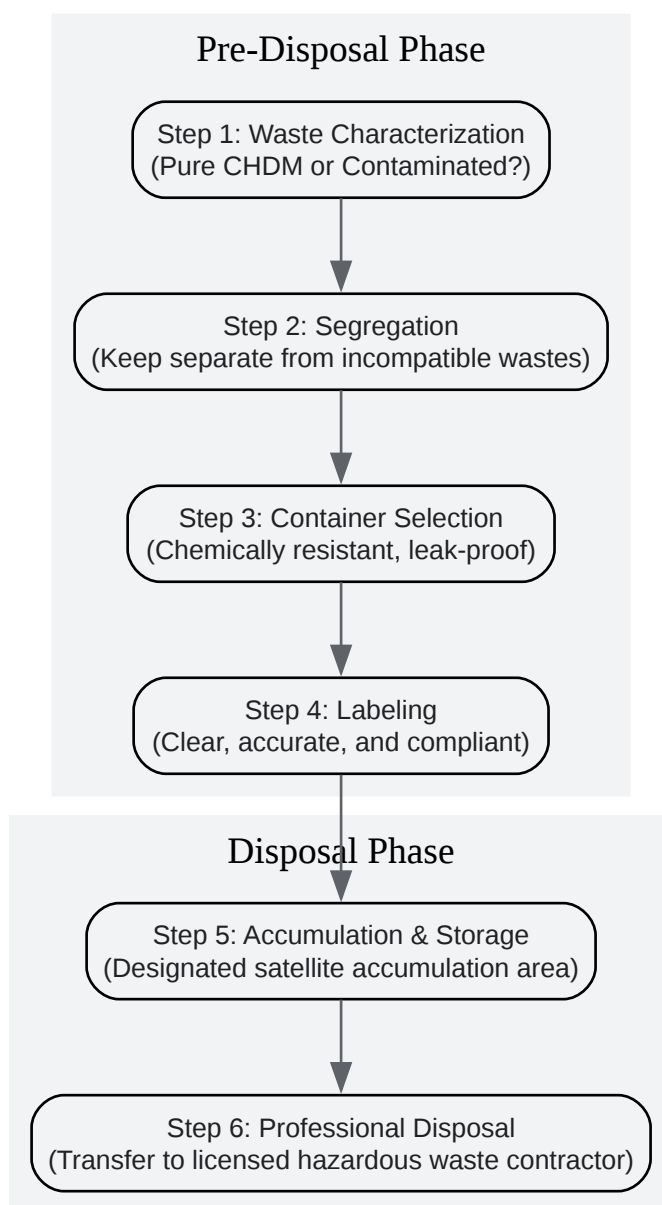 Pre-Disposal Phase
Step 1: Waste Characterization
(Pure CHDM or Contaminated?)
Step 2: Segregation
(Keep separate from incompatible wastes)
Step 3: Container Selection
(Chemically resistant, leak-proof)
Step 4: Labeling
(Clear, accurate, and compliant)
Disposal Phase
Step 5: Accumulation & Storage
(Designated satellite accumulation area)
Step 6: Professional Disposal
(Transfer to licensed hazardous waste contractor)